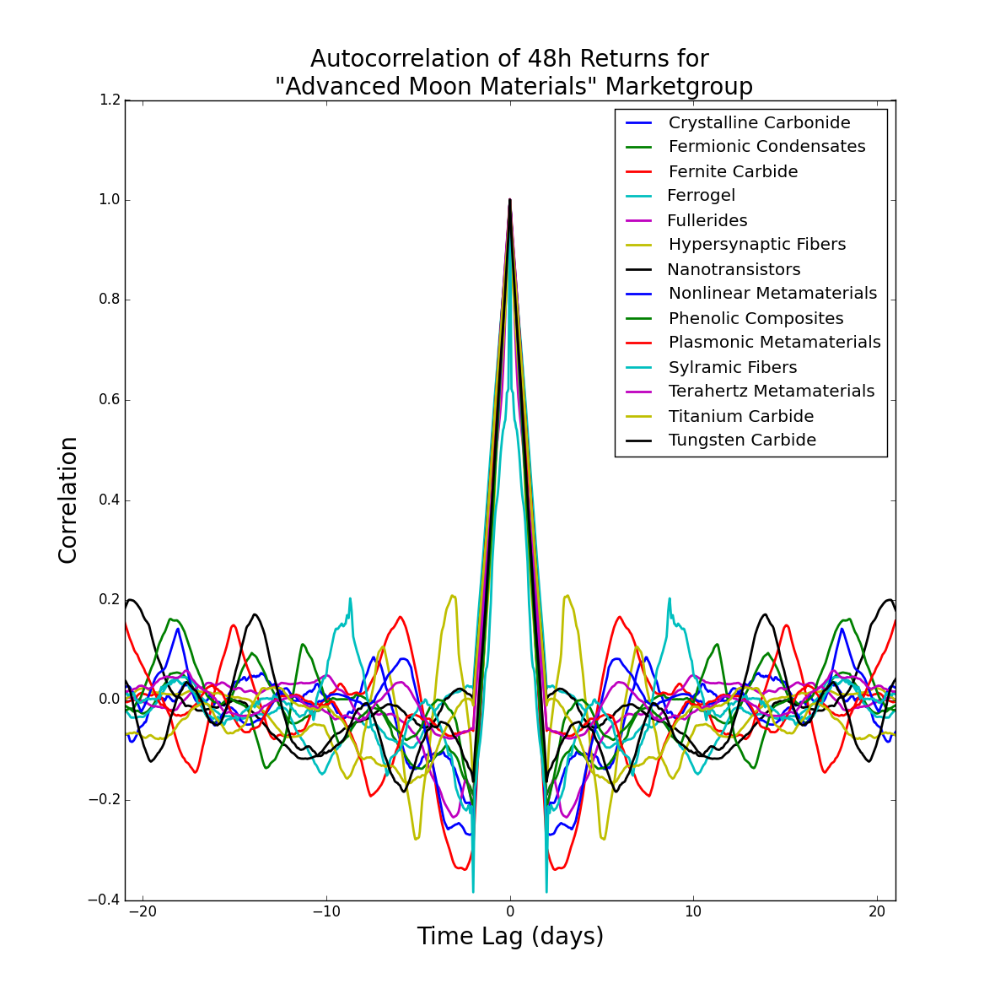 Autocorrelation of 48h Returns for
"Advanced Moon Materials" Marketgroup
1.2
1.0
0.8
0.6
0.4
0.2
0.0
−0.2
−0.4
Correlation
Crystalline Carbonide
Fermionic Condensates
Fernite Carbide
Ferrogel
Fullerides
Hypersynaptic Fibers
Nanotransistors
Nonlinear Metamaterials
Phenolic Composites
Plasmonic Metamaterials
Sylramic Fibers
Terahertz Metamaterials
Titanium Carbide
Tungsten Carbide
−20 −10 0 10 20
Time Lag (days)